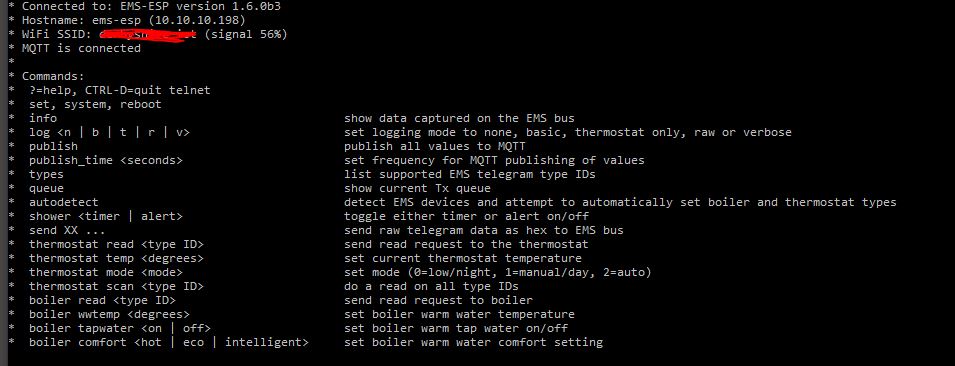 * Connected to: EMS-ESP version 1.6.0b3
* Hostname: ems-esp (10.10.10.198)
* WiFi SSID: (signal 56%)
* MQTT is connected
*
* Commands:
*  ?=help, CTRL-D=quit telnet
*  set, system, reboot
*  info show data captured on the EMS bus
*  log <n | b | t | r | v> set logging mode to none, basic, thermostat only, raw or verbose
*  publish publish all values to MQTT
*  publish_time <seconds> set frequency for MQTT publishing of values
*  types list supported EMS telegram type IDs
*  queue show current Tx queue
*  autodetect detect EMS devices and attempt to automatically set boiler and thermostat types
*  shower <timer | alert> toggle either timer or alert on/off
*  send XX ... send raw telegram data as hex to EMS bus
*  thermostat read <type ID> send read request to the thermostat
*  thermostat temp <degrees> set current thermostat temperature
*  thermostat mode <mode> set mode (0=low/night, 1=manual/day, 2=auto)
*  thermostat scan <type ID> do a read on all type IDs
*  boiler read <type ID> send read request to boiler
*  boiler wwtemp <degrees> set boiler warm water temperature
*  boiler tapwater <on | off> set boiler warm tap water on/off
*  boiler comfort <hot | eco | intelligent> set boiler warm water comfort setting